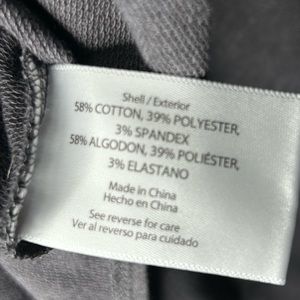 Shell / Exterior
58% COTTON, 39% POLYESTER,
3% SPANDEX
58% ALGODON, 39% POLIÉSTER,
3% ELASTANO
Made in China
Hecho en China
See reverse for care
Ver al reverso para cuidado